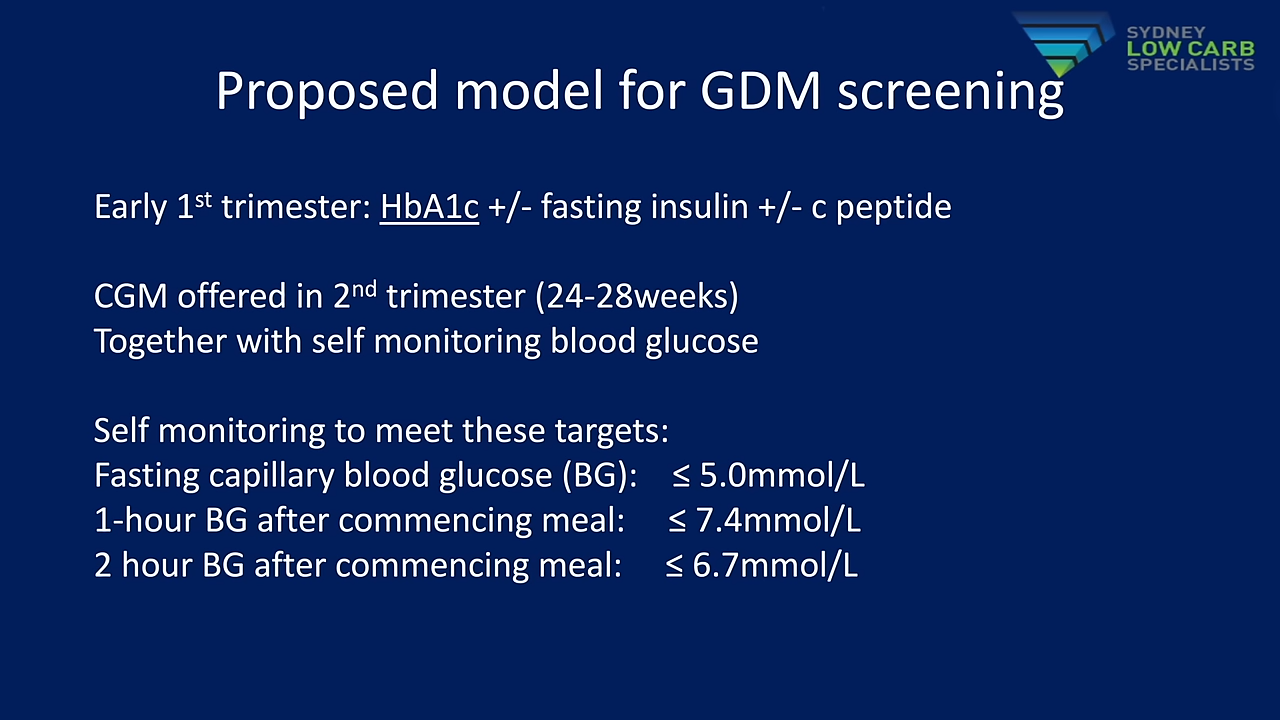 SYDNEY
LOW CARB
SPECIALISTS
Proposed model for GDM screening
Early 1st trimester: HbA1c +/- fasting insulin +/- c peptide
CGM offered in 2nd trimester (24-28weeks)
Together with self monitoring blood glucose
Self monitoring to meet these targets:
Fasting capillary blood glucose (BG): ≤ 5.0mmol/L
1-hour BG after commencing meal: ≤ 7.4mmol/L
2 hour BG after commencing meal: ≤ 6.7mmol/L